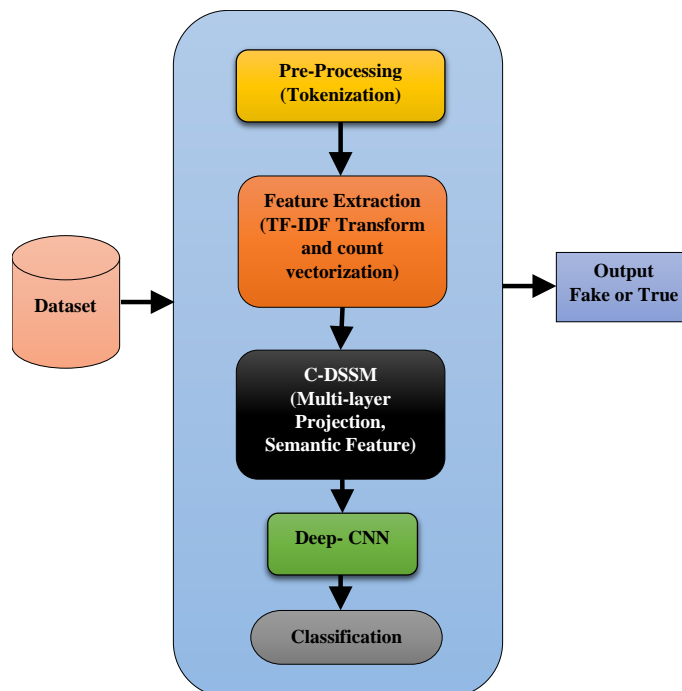 Dataset
Pre-Processing
(Tokenization)
Feature Extraction
(TF-IDF Transform
and count
vectorization)
C-DSSM
(Multi-layer
Projection,
Semantic Feature)
Deep- CNN
Classification
Output
Fake or True